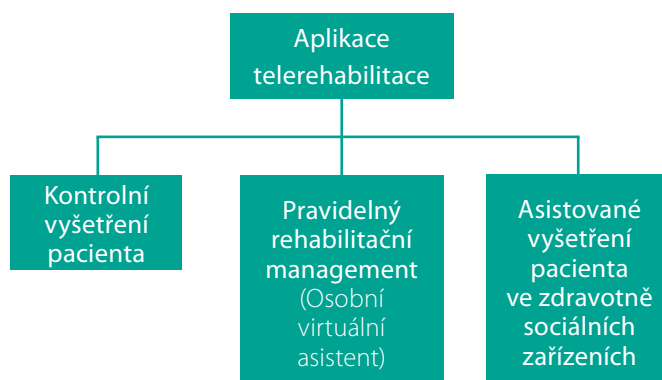 Aplikace
telerehabilitace
Kontrolní
vyšetření
pacienta
Pravidelný
rehabilitační
management
(Osobní
virtuální
asistent)
Asistované
vyšetření
pacienta
ve zdravotně
sociálních
zařízeních